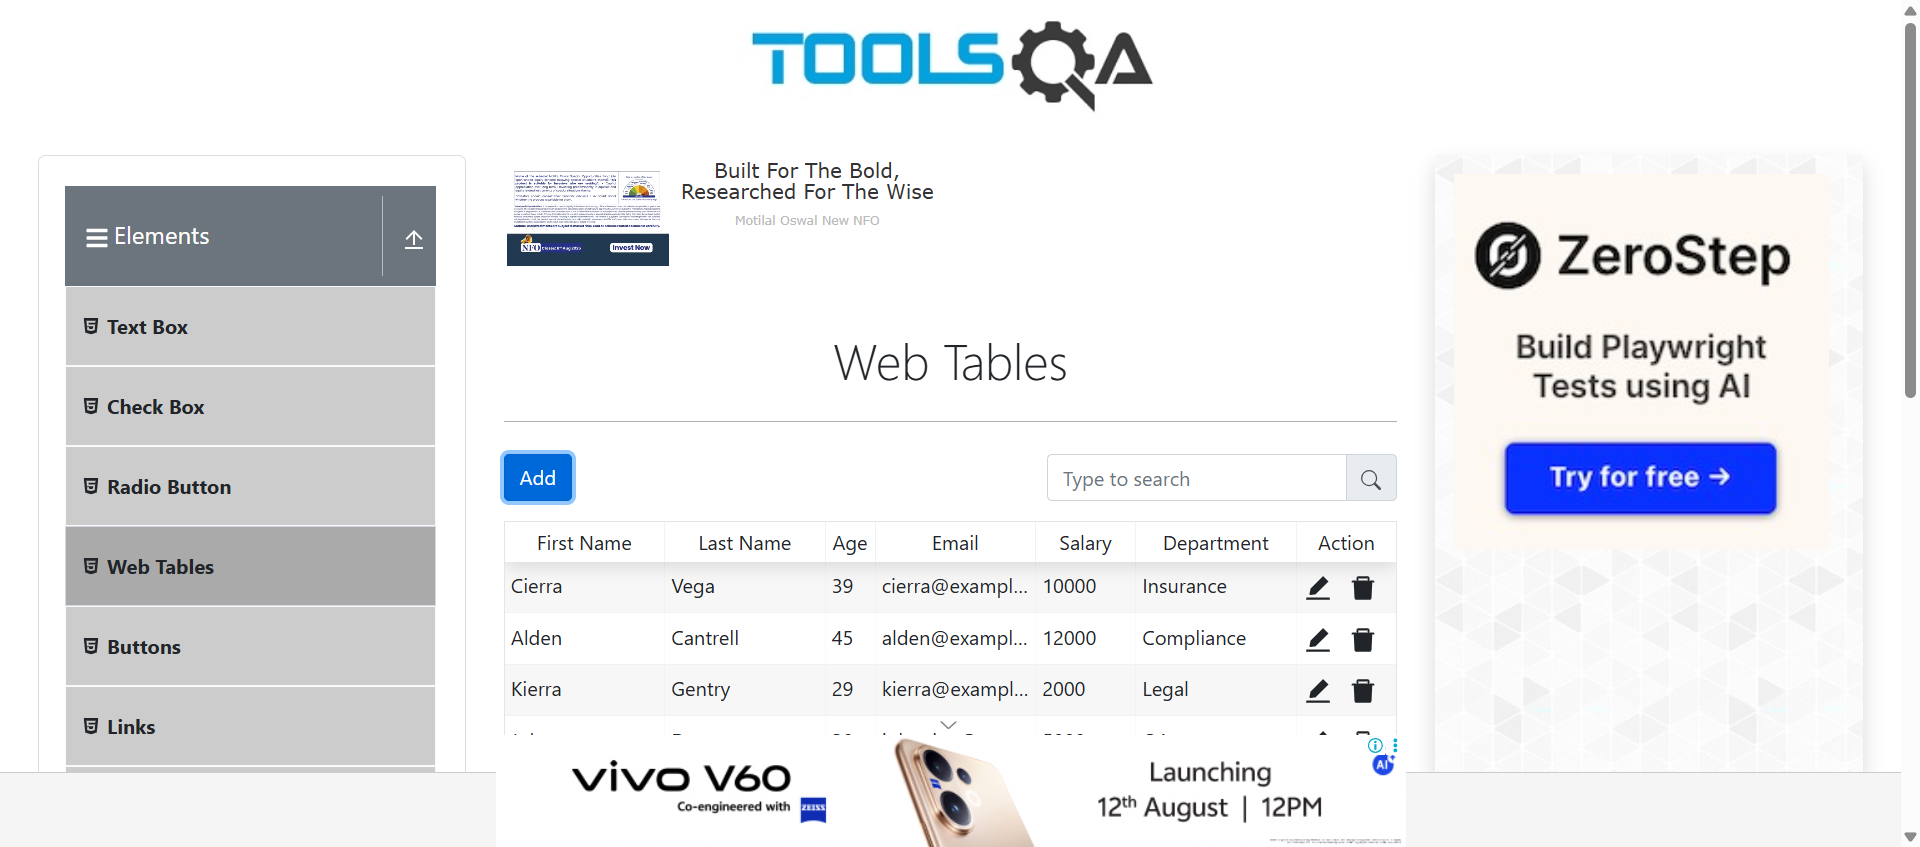 TOOLSQA
Elements
Text Box
Check Box
Radio Button
Web Tables
Buttons
Links
Built For The Bold,
Researched For The Wise
Motilal Oswal New NFO
NFO
Invest Now
Web Tables
Add
Type to search
First Name Last Name Age Email Salary Department Action
Cierra Vega 39 cierra@exampl... 10000 Insurance
Alden Cantrell 45 alden@exampl... 12000 Compliance
Kierra Gentry 29 kierra@exampl... 2000 Legal
vivo V60
Co-engineered with ZEISS
Launching
12th August | 12PM
AI
ZeroStep
Build Playwright
Tests using AI
Try for free →